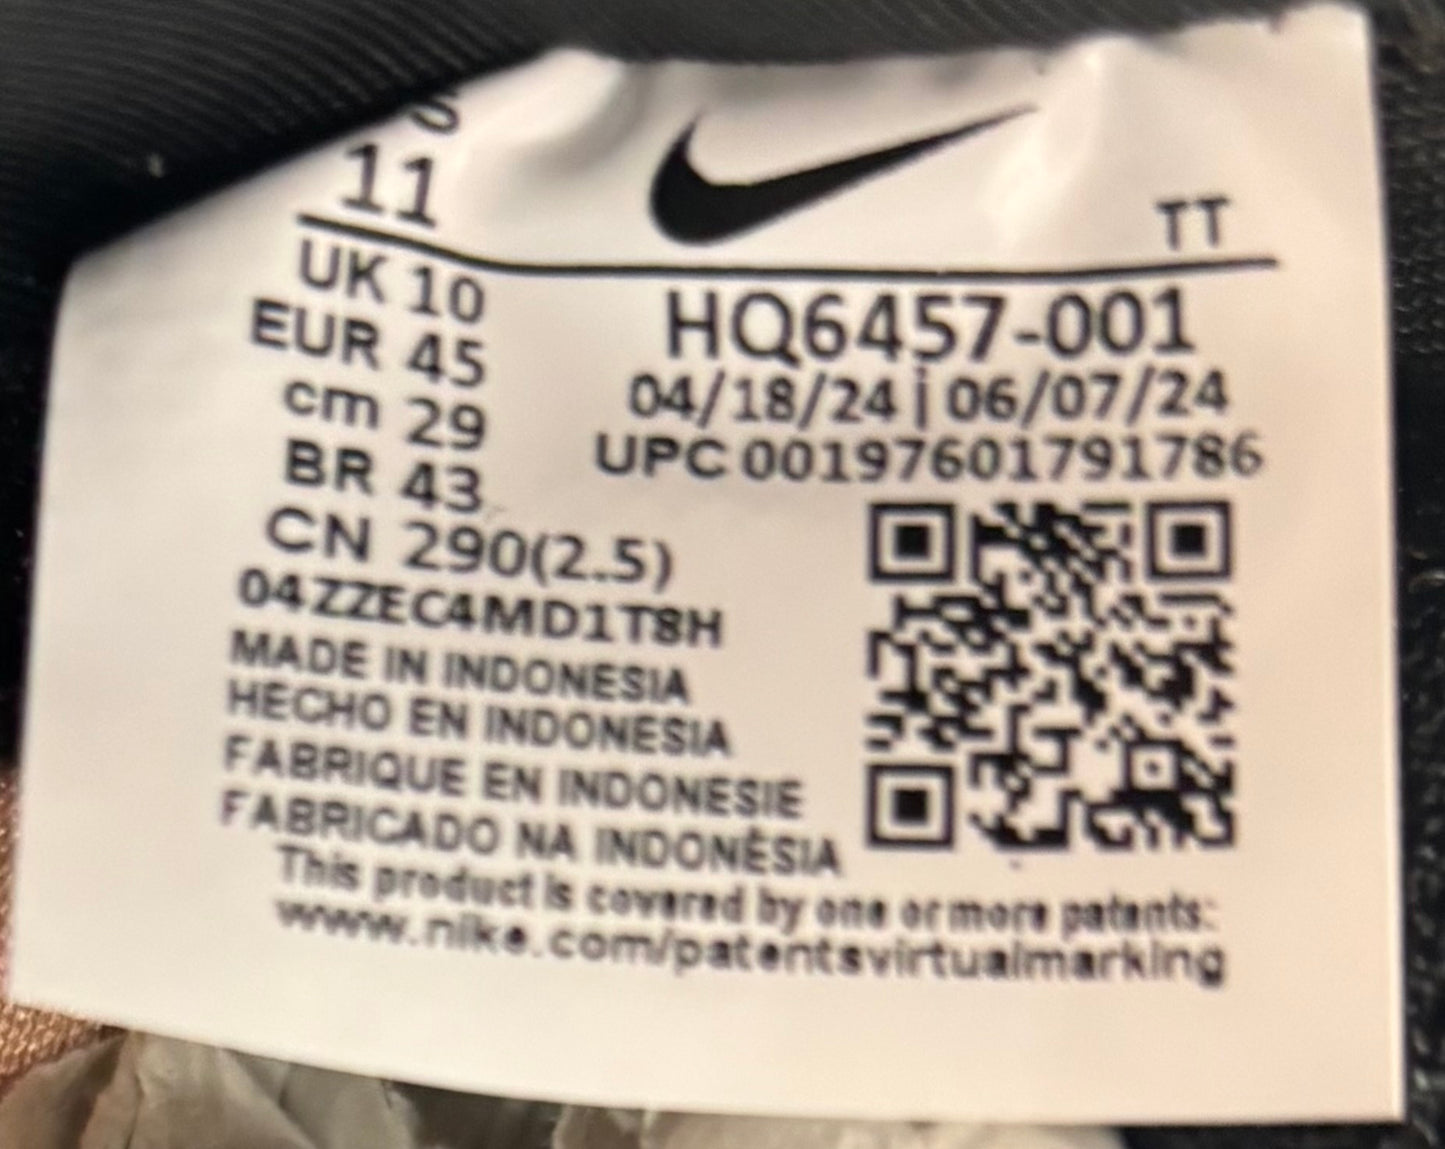 11
TT
UK 10
EUR 45
cm 29
BR 43
CN 290(2.5)
HQ6457-001
04/18/24 | 06/07/24
UPC 00197601791786
04ZZEC4MD1T8H
MADE IN INDONESIA
HECHO EN INDONESIA
FABRIQUE EN INDONESIE
FABRICADO NA INDONÉSIA
This product is covered by one or more patents:
www.nike.com/patentsvirtualmarking